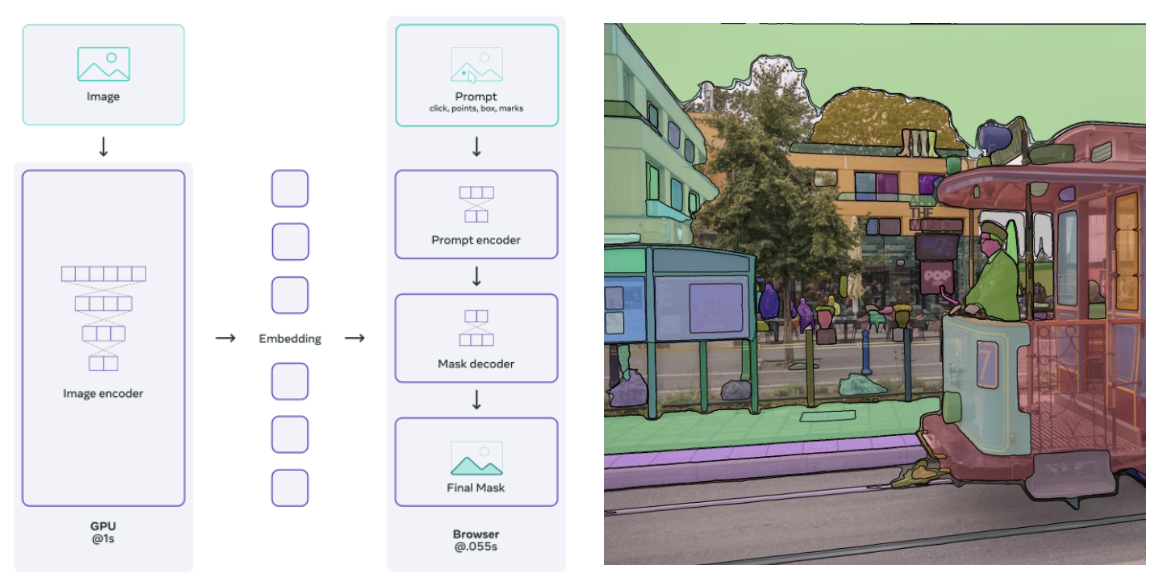 Image
Image encoder
GPU
@1s
Embedding
Prompt
click, points, box, marks
Prompt encoder
Mask decoder
Final Mask
Browser
@.055s
THE
POP
7